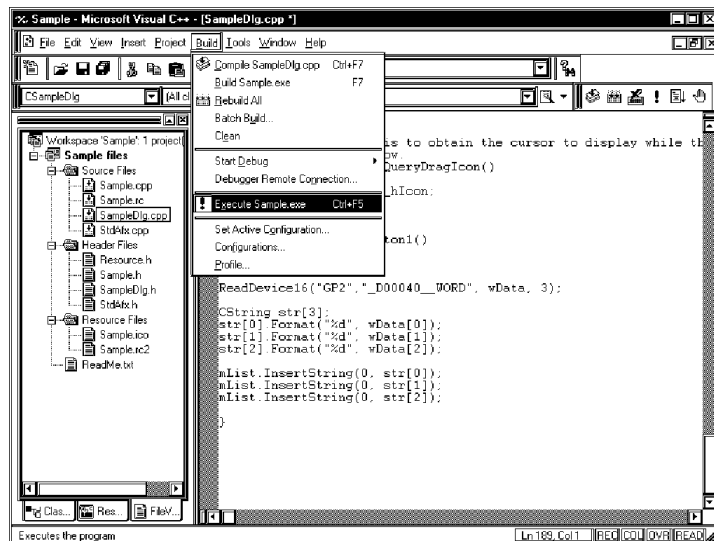 Sample - Microsoft Visual C++ - [SampleDlg.cpp *]
File Edit View Insert Project Build Tools Window Help
CSampleDlg
(All cl
Compile SampleDlg.cpp Ctrl+F7
Build Sample.exe F7
Rebuild All
Batch Build...
Clean
Start Debug
Debugger Remote Connection...
Execute Sample.exe Ctrl+F5
Set Active Configuration...
Configurations...
Profile...
Workspace 'Sample': 1 project(
Sample files
Source Files
Sample.cpp
Sample.rc
SampleDlg.cpp
StdAfx.cpp
Header Files
Resource.h
Sample.h
SampleDlg.h
StdAfx.h
Resource Files
Sample.ico
Sample.rc2
ReadMe.txt
is to obtain the cursor to display while th
ow.
QueryDragIcon()
_hIcon;
ton1()
ReadDevice16("GP2","_D00040__WORD", wData, 3);
CString str[3];
str[0].Format("%d", wData[0]);
str[1].Format("%d", wData[1]);
str[2].Format("%d", wData[2]);
mList.InsertString(0, str[0]);
mList.InsertString(0, str[1]);
mList.InsertString(0, str[2]);
}
Clas... Res... FileV...
Executes the program
Ln 189, Col 1 REC COL OVR READ